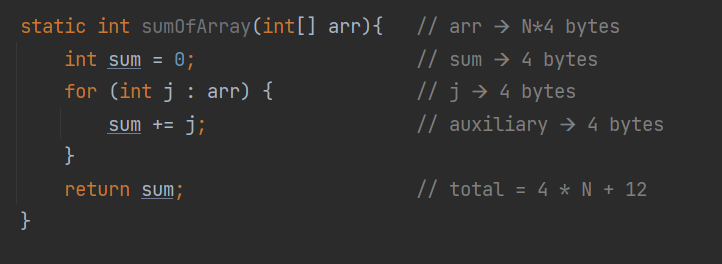 static int sumOfArray(int[] arr){ // arr → N*4 bytes
int sum = 0; // sum → 4 bytes
for (int j : arr) { // j → 4 bytes
sum += j; // auxiliary → 4 bytes
}
return sum; // total = 4 * N + 12
}